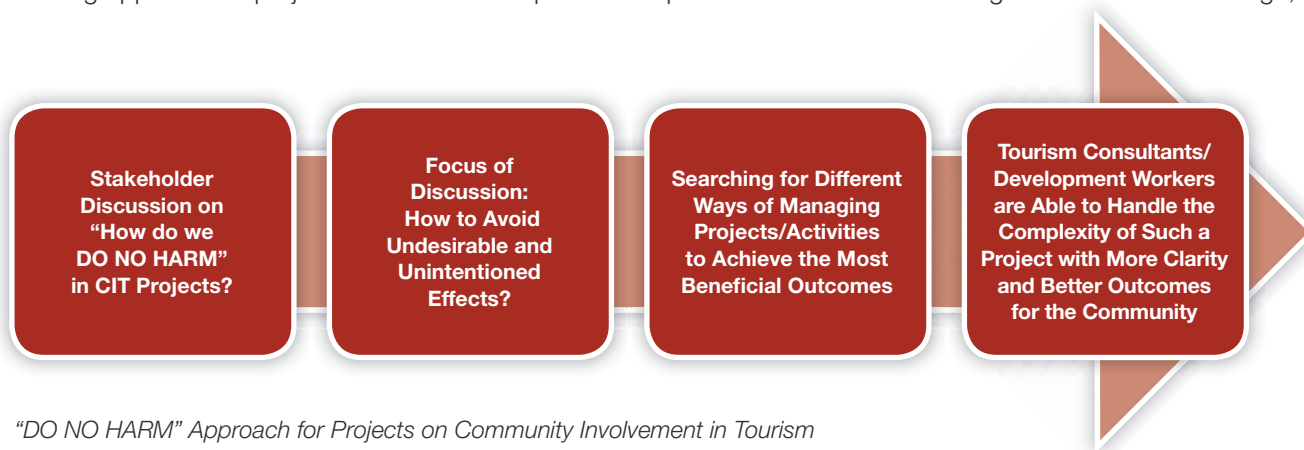 Stakeholder
Discussion on
“How do we
DO NO HARM”
in CIT Projects?
Focus of
Discussion:
How to Avoid
Undesirable and
Unintentioned
Effects?
Searching for Different
Ways of Managing
Projects/Activities
to Achieve the Most
Beneficial Outcomes
Tourism Consultants/
Development Workers
are Able to Handle the
Complexity of Such a
Project with More Clarity
and Better Outcomes
for the Community
“DO NO HARM” Approach for Projects on Community Involvement in Tourism